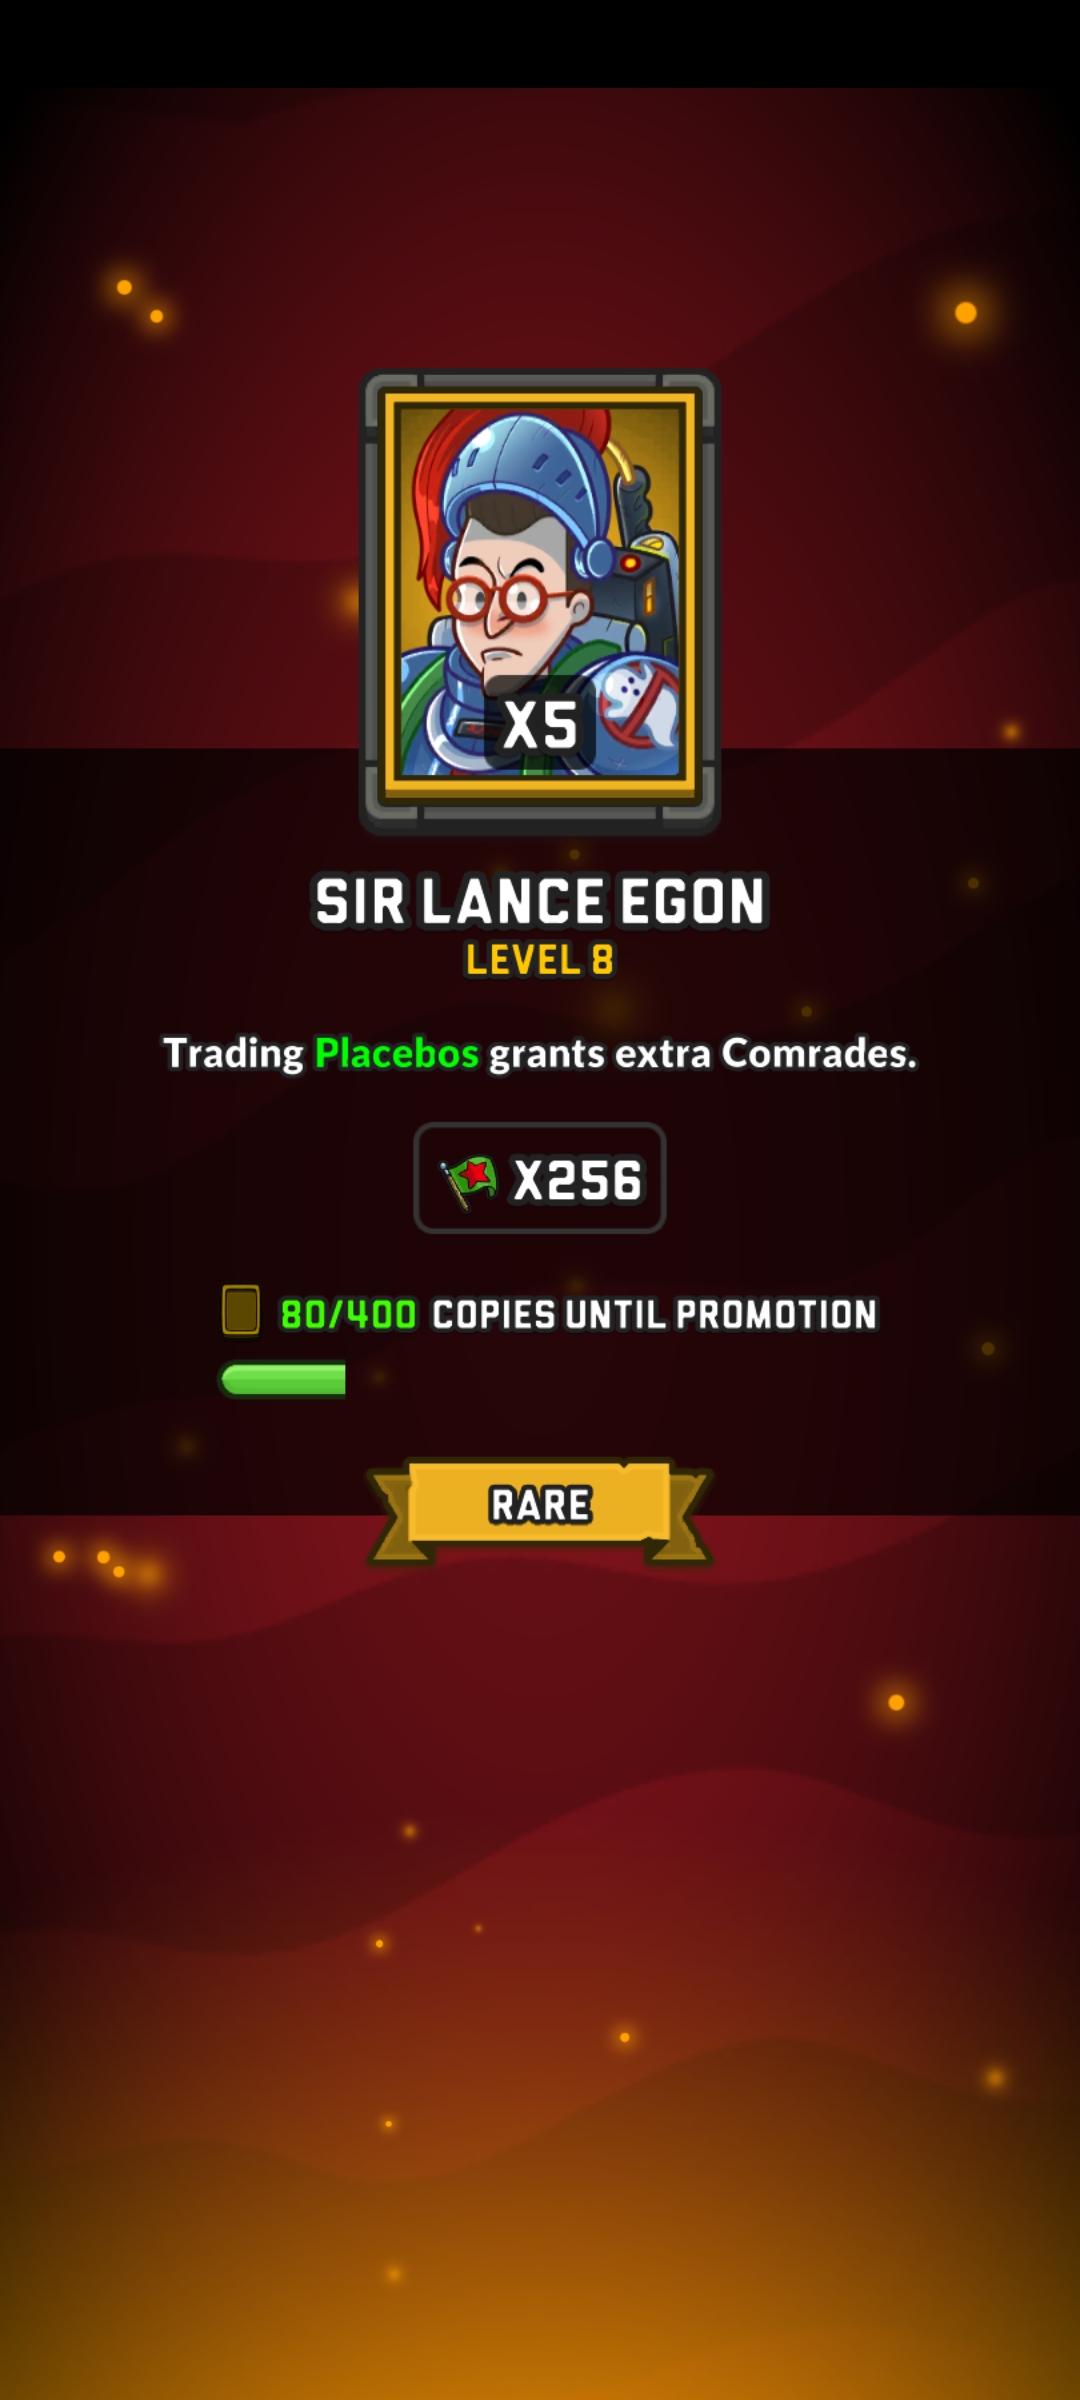 X5
SIR LANCE EGON
LEVEL 8
Trading Placebos grants extra Comrades.
X256
80/400 COPIES UNTIL PROMOTION
RARE